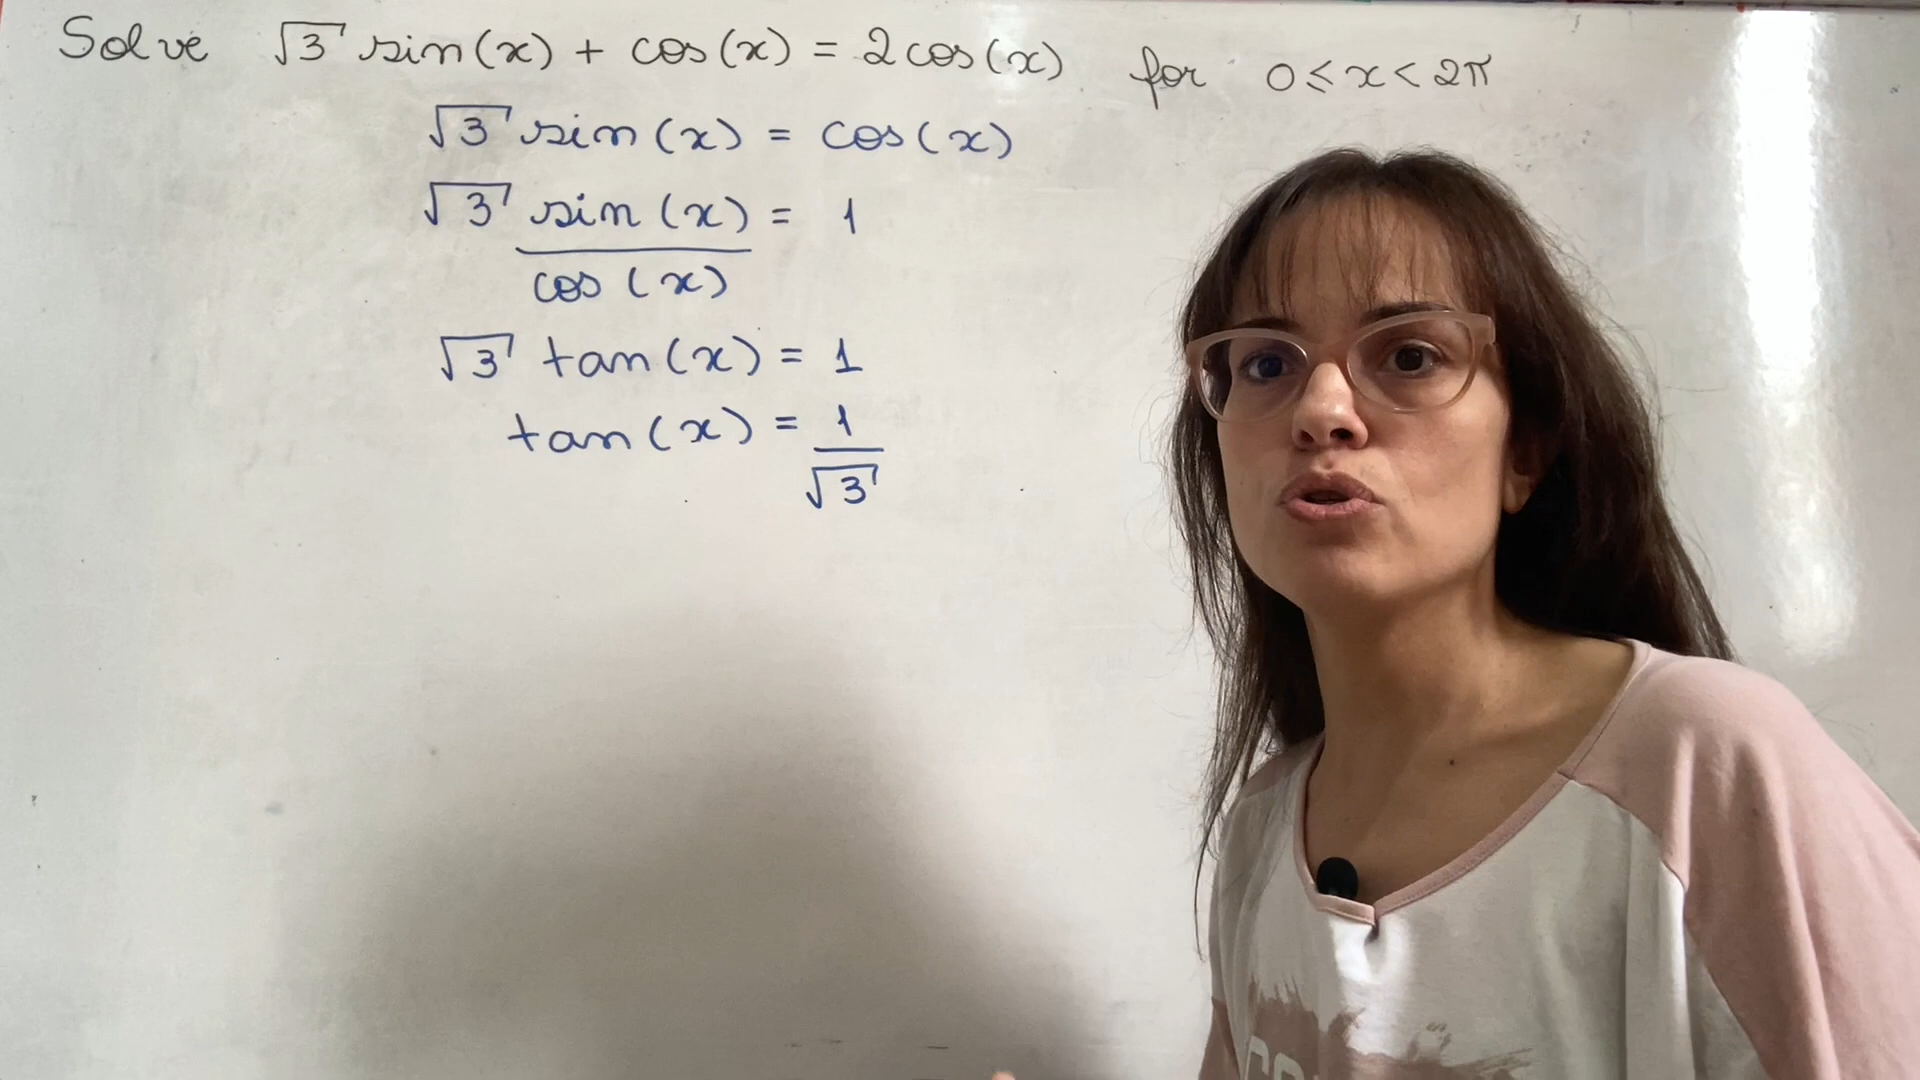 Solve √3 sin(x) + cos(x) = 2cos(x) for 0 ≤ x < 2π
√3 sin(x) = cos(x)
√3 sin(x)/cos(x) = 1
√3 tan(x) = 1
tan(x) = 1/√3